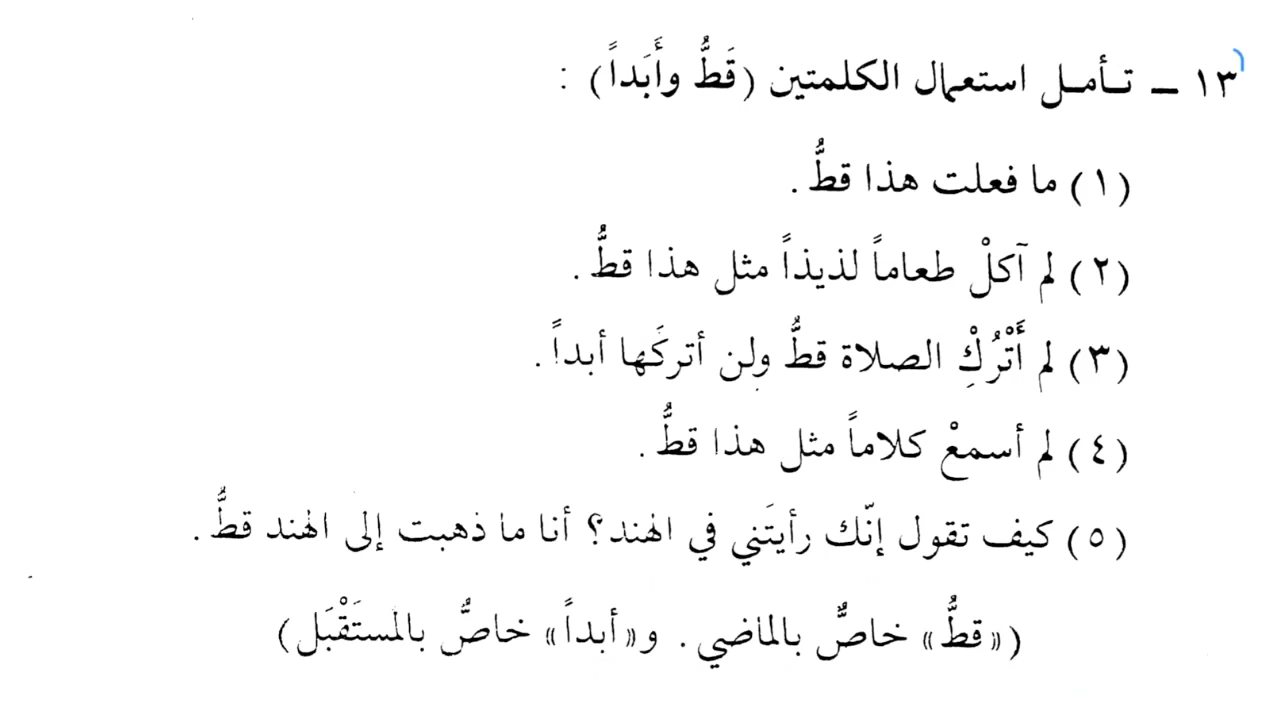 ١٣ ـ تـأمـل استعمال الكلمتين (قَطُّ وأَبَداً) :
(١) ما فعلت هذا قطُّ .
(٢) لم آكلْ طعاماً لذيذاً مثل هذا قطُّ .
(٣) لم أَتْرُكْ الصلاة قطُّ ولن أتركَها أبداً .
(٤) لم أسمعْ كلاماً مثل هذا قطُّ .
(٥) كيف تقول إنّك رأيتَني في الهند؟ أنا ما ذهبت إلى الهند قطُّ .
(«قطُّ» خاصٌّ بالماضي . و«أبداً» خاصٌّ بالمستَقْبَل)